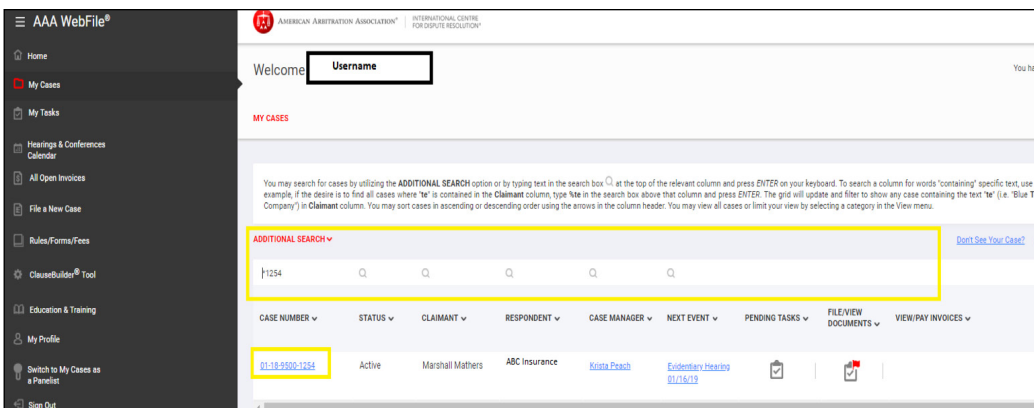 AAA WebFile®
Home
My Cases
My Tasks
Hearings & Conferences
Calendar
All Open Invoices
File a New Case
Rules/Forms/Fees
ClauseBuilder® Tool
Education & Training
My Profile
Switch to My Cases as
a Panelist
Sign Out
AMERICAN ARBITRATION ASSOCIATION® | INTERNATIONAL CENTRE
FOR DISPUTE RESOLUTION®
Welcome Username
You ha
MY CASES
You may search for cases by utilizing the ADDITIONAL SEARCH option or by typing text in the search box at the top of the relevant column and press ENTER on your keyboard. To search a column for words "containing" specific text, use
example, if the desire is to find all cases where "te" is contained in the Claimant column, type %te in the search box above that column and press ENTER. The grid will update and filter to show any case containing the text "te" (i.e. "Blue T
Company") in Claimant column. You may sort cases in ascending or descending order using the arrows in the column header. You may view all cases or limit your view by selecting a category in the View menu.
ADDITIONAL SEARCH
Don't See Your Case?
*1254
CASE NUMBER STATUS CLAIMANT RESPONDENT CASE MANAGER NEXT EVENT PENDING TASKS FILE/VIEW DOCUMENTS VIEW/PAY INVOICES
01-18-9500-1254 Active Marshall Mathers ABC Insurance Krista Peach Evidentiary Hearing
01/16/19